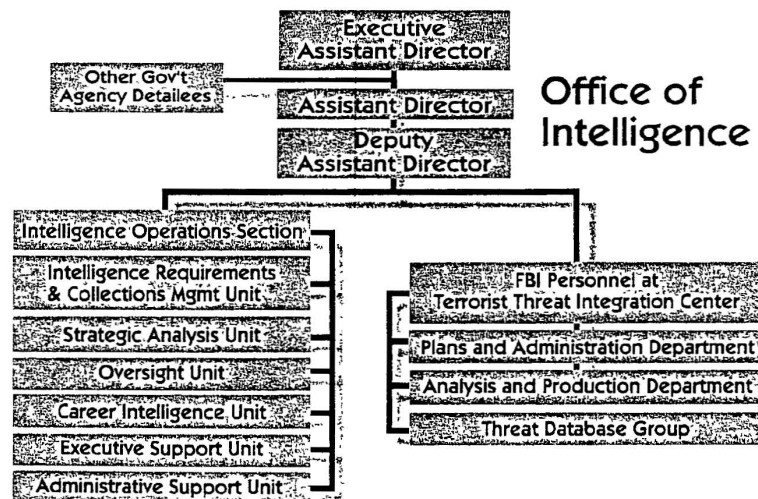 Executive
Assistant Director
Other Gov't
Agency Detailees
Assistant Director
Office of
Intelligence
Deputy
Assistant Director
Intelligence Operations Section
Intelligence Requirements
& Collections Mgmt Unit
Strategic Analysis Unit
Oversight Unit
Career Intelligence Unit
Executive Support Unit
Administrative Support Unit
FBI Personnel at
Terrorist Threat Integration Center
Plans and Administration Department
Analysis and Production Department
Threat Database Group